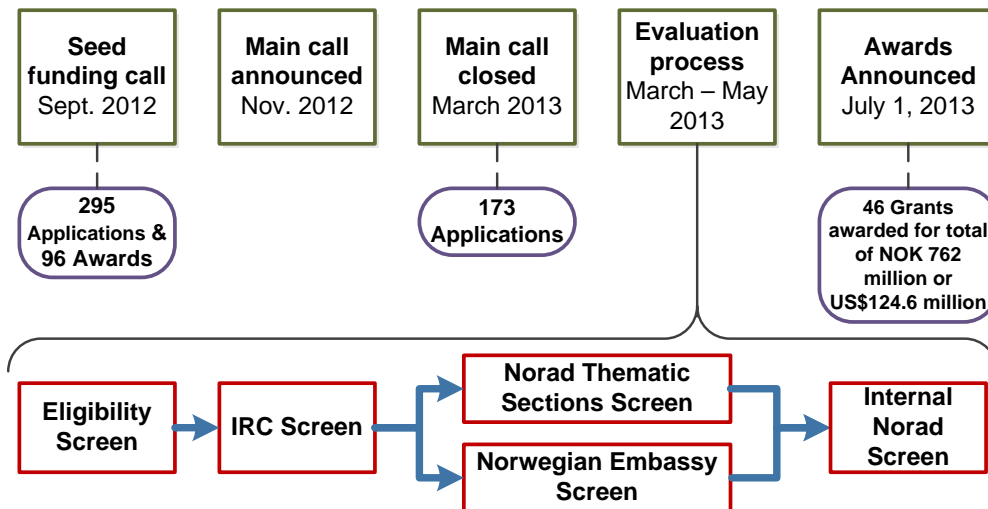 Seed
funding call
Sept. 2012
Main call
announced
Nov. 2012
Main call
closed
March 2013
Evaluation
process
March – May
2013
Awards
Announced
July 1, 2013
295
Applications &
96 Awards
173
Applications
46 Grants
awarded for total
of NOK 762
million or
US$124.6 million
Eligibility
Screen
IRC Screen
Norad Thematic
Sections Screen
Norwegian Embassy
Screen
Internal
Norad
Screen